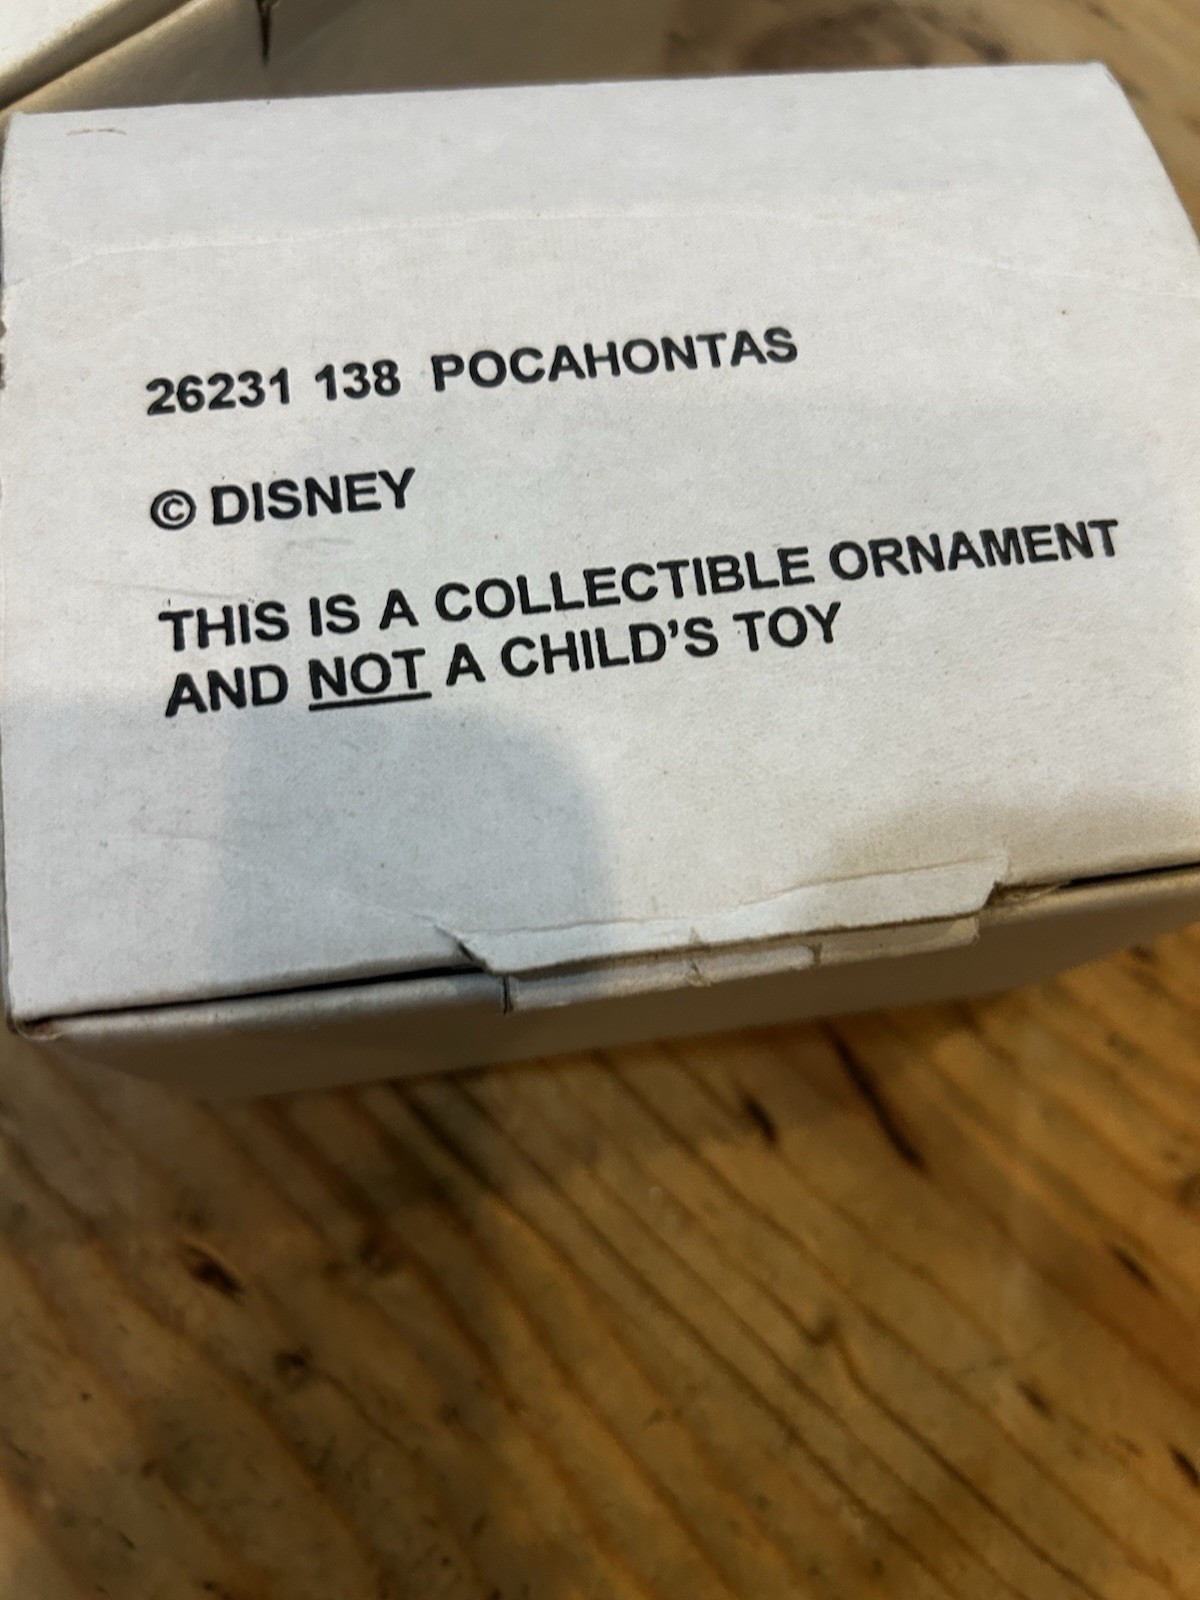 26231 138 POCAHONTAS
© DISNEY
THIS IS A COLLECTIBLE ORNAMENT
AND NOT A CHILD'S TOY